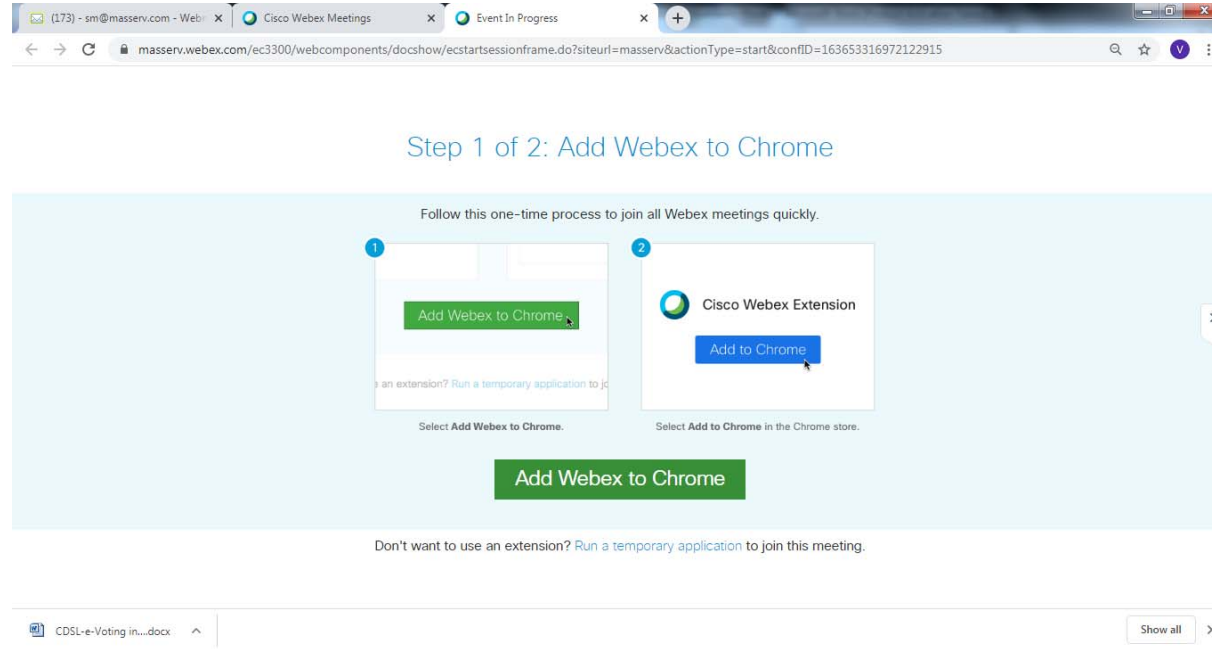 (173) - sm@masserv.com - Web
Cisco Webex Meetings
Event In Progress
masserv.webex.com/ec3300/webcomponents/docshow/ecstartsessionframe.do?siteurl=masserv&actionType=start&confID=163653316972122915
V
Step 1 of 2: Add Webex to Chrome
Follow this one-time process to join all Webex meetings quickly.
1
2
Add Webex to Chrome
Cisco Webex Extension
Add to Chrome
an extension? Run a temporary application to jo
Select Add Webex to Chrome.
Select Add to Chrome in the Chrome store.
Add Webex to Chrome
Don't want to use an extension? Run a temporary application to join this meeting.
CDSL-e-Voting in....docx
Show all